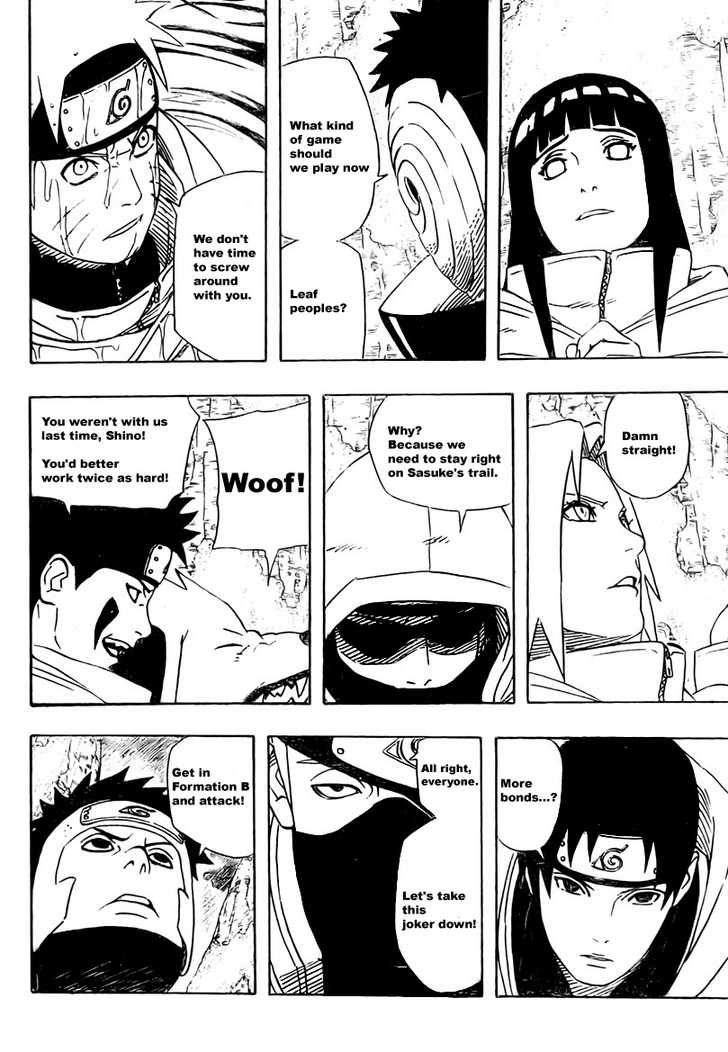 What kind
of game
should
we play now
Leaf
peoples?
We don't
have time
to screw
around
with you.
Damn
straight!
Why?
Because we
need to stay right
on Sasuke's trail.
Woof!
You weren't with us
last time, Shino!
You'd better
work twice as hard!
More
bonds...?
All right,
everyone.
Let's take
this
joker down!
Get in
Formation B
and attack!